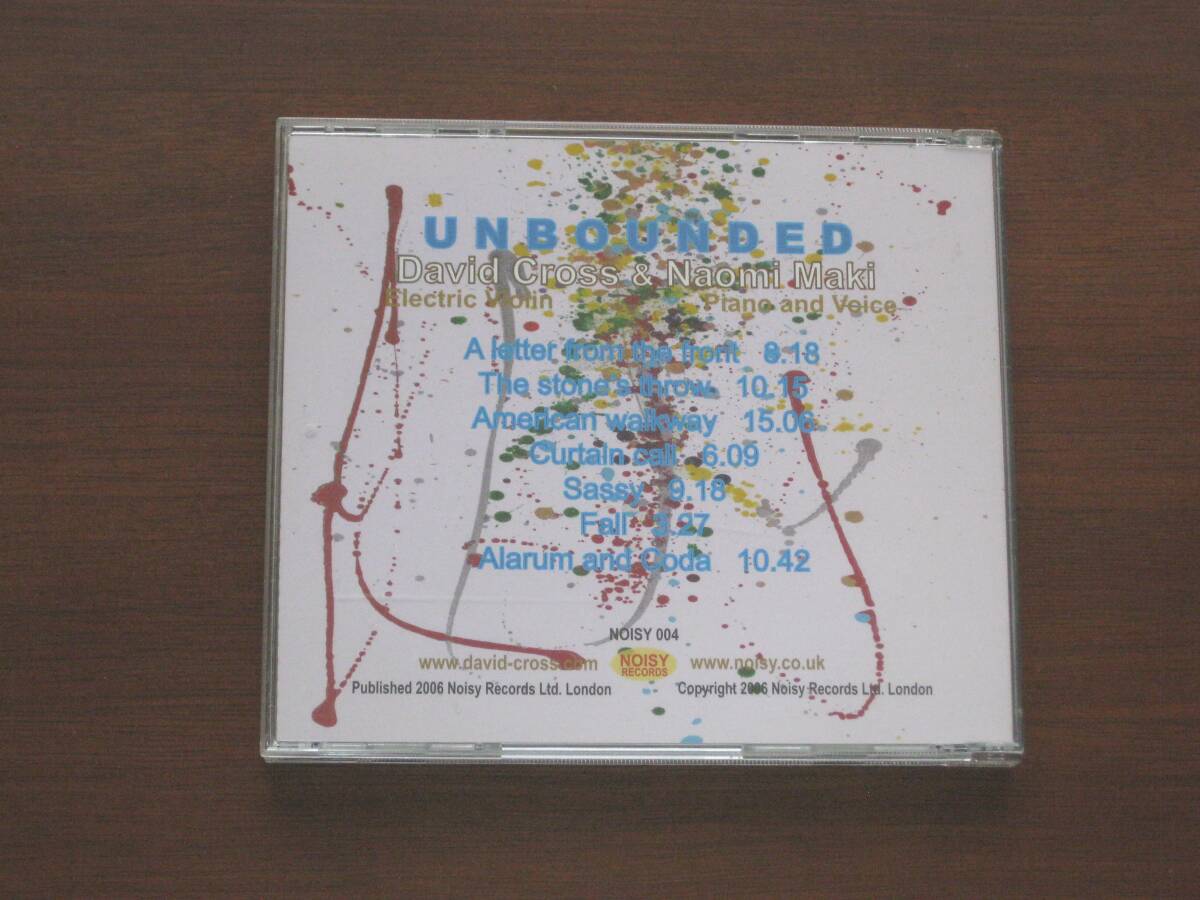 UNBOUNDED
David Cross & Naomi Maki
Electric Violin Piano and Voice
A letter from the front 8.18
The stone's throw 10.15
American walkway 15.06
Curtain call 6.09
Sassy 9.18
Fall 3.27
Alarum and Coda 10.42
NOISY 004
www.david-cross.com NOISY RECORDS www.noisy.co.uk
Published 2006 Noisy Records Ltd. London Copyright 2006 Noisy Records Ltd. London